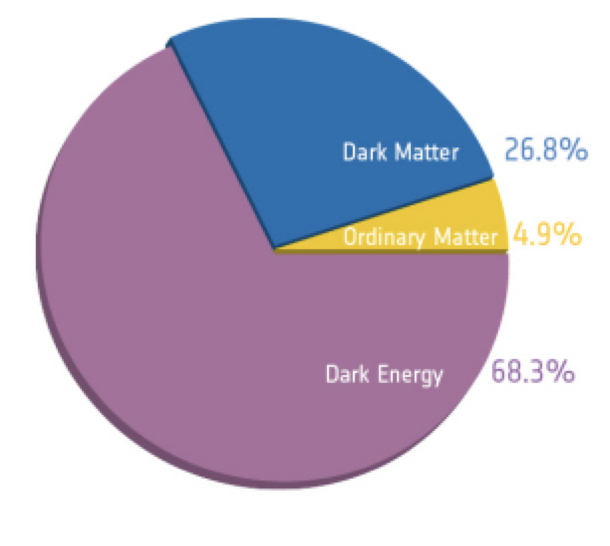 Dark Matter 26.8%
Ordinary Matter 4.9%
Dark Energy 68.3%